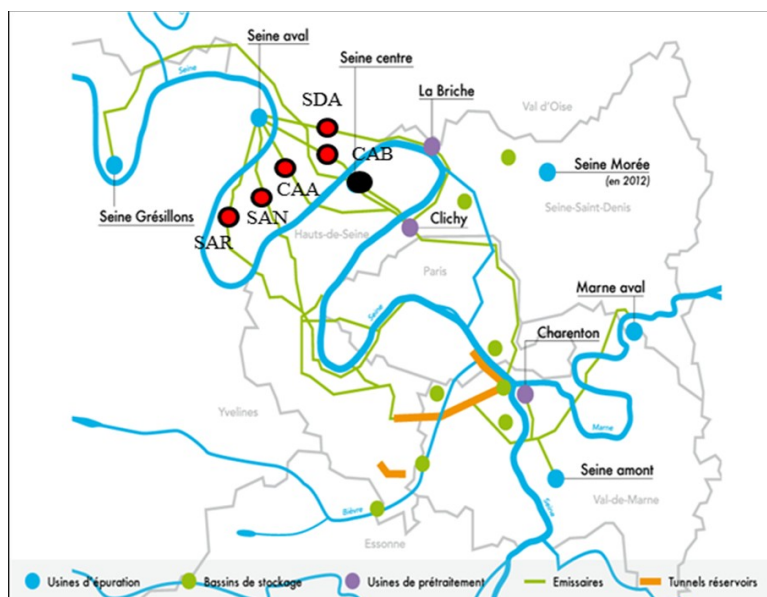 Seine aval
Seine centre
La Briche
Val d'Oise
Seine
SDA
CAB
Seine Morée
(en 2012)
CAA
Seine Grésillons
SAN
Clichy
Seine-Saint-Denis
SAR
Hauts-de-Seine
Paris
Marne aval
Seine
Charenton
Yvelines
Marne
Seine amont
Val-de-Marne
Bièvre
Seine
Essonne
Usines d'épuration
Bassins de stockage
Usines de prétraitement
Emissaires
Tunnels réservoirs